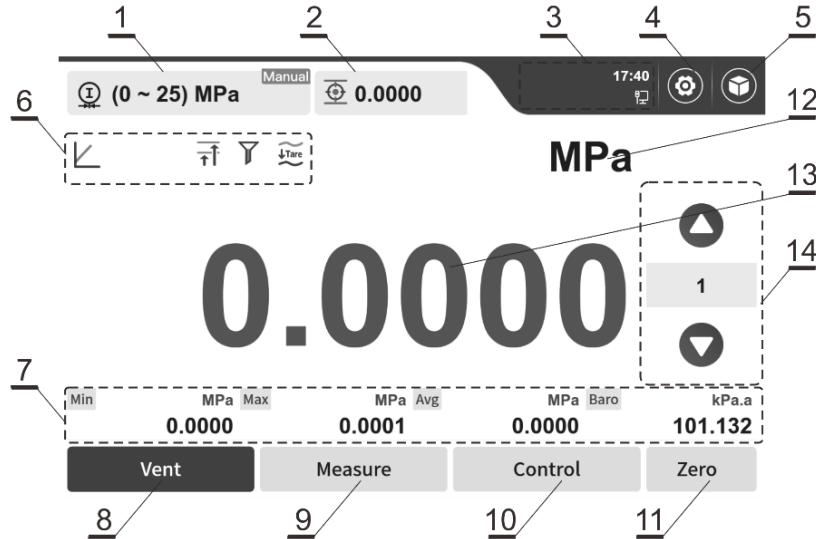 1 2 3 4 5
Manual
(0 ~ 25) MPa
0.0000
17:40
6
Tare
MPa
12
13
14
0.0000
1
7
Min MPa Max MPa Avg MPa Baro kPa.a
0.0000 0.0001 0.0000 101.132
Vent Measure Control Zero
8 9 10 11